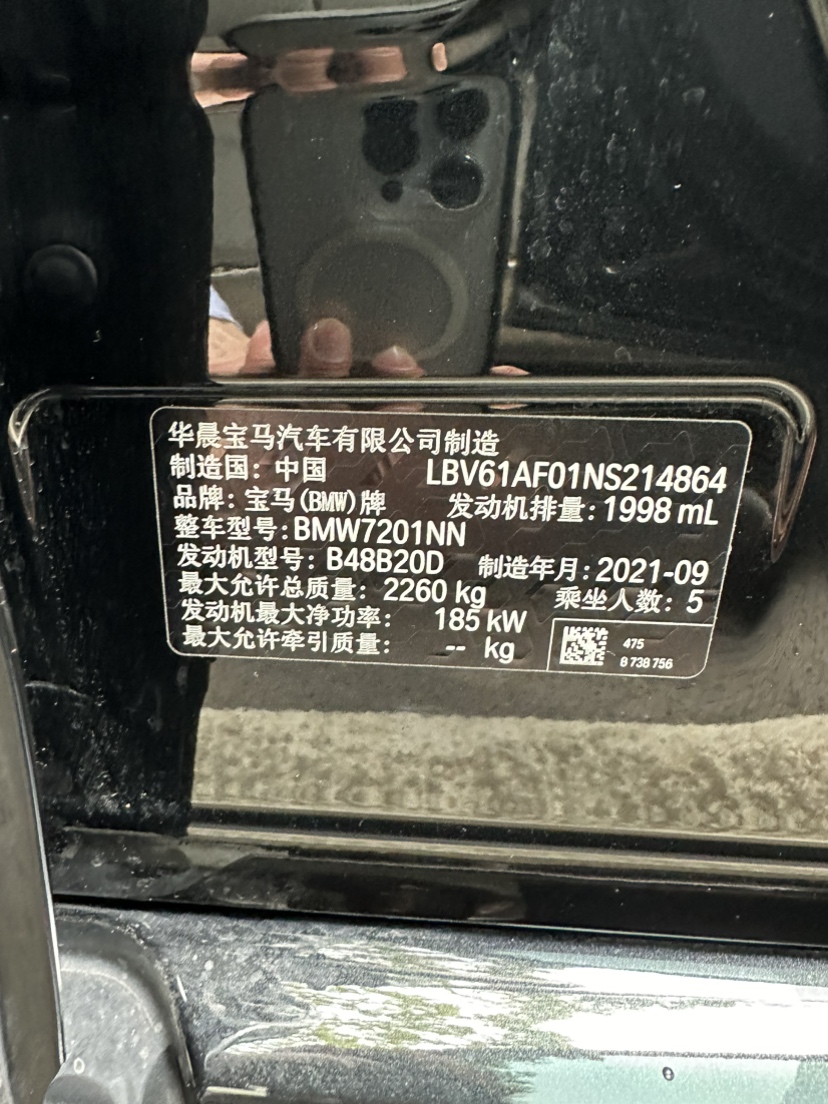 华晨宝马汽车有限公司制造
制造国: 中国 LBV61AF01NS214864
品牌: 宝马(BMW)牌 发动机排量: 1998 mL
整车型号: BMW7201NN
发动机型号: B48B20D 制造年月: 2021-09
最大允许总质量: 2260 kg 乘坐人数: 5
发动机最大净功率: 185 kW
最大允许牵引质量: -- kg
475
8 738 756